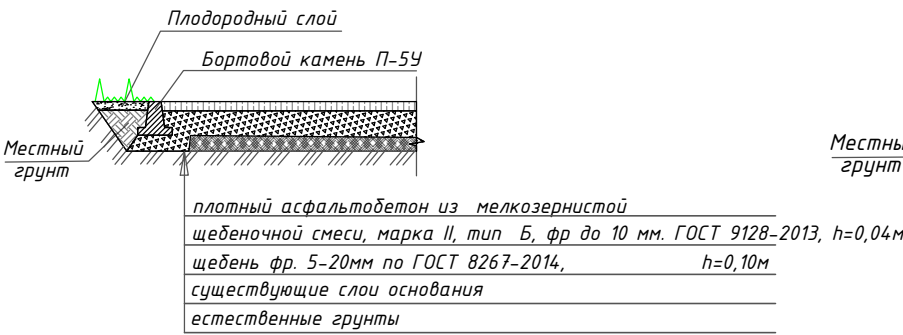 Плодородный слой
Бортовой камень П-5У
Местный
грунт
Местны
грунт
плотный асфальтобетон из мелкозернистой
щебеночной смеси, марка II, тип Б, фр до 10 мм. ГОСТ 9128-2013, h=0,04м
щебень фр. 5-20мм по ГОСТ 8267-2014, h=0,10м
существующие слои основания
естественные грунты